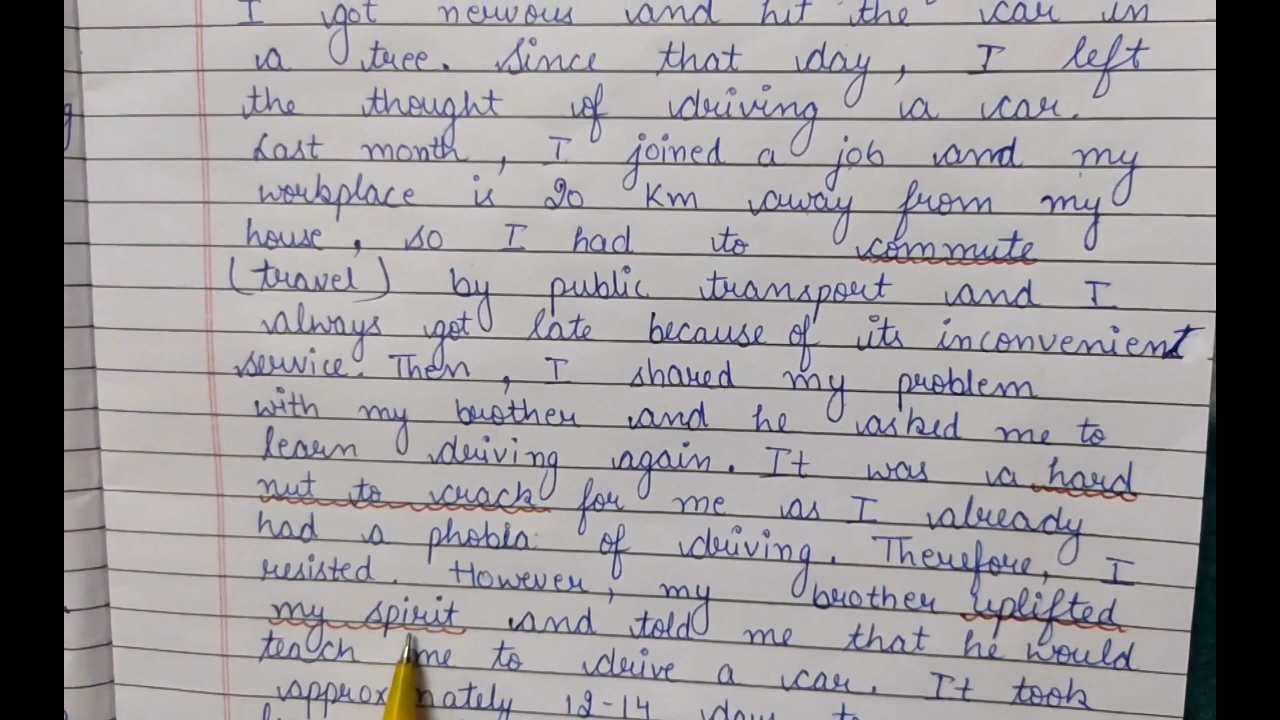 I got nervous and hit the car in
a tree. Since that day, I left
the thought of driving a car.
Last month, I joined a job and my
workplace is 20 Km away from my
house, so I had to commute
(travel) by public transport and I
always got late because of its inconvenient
service. Then, I shared my problem
with my brother and he asked me to
learn driving again. It was a hard
nut to crack for me as I already
had a phobia of driving. Therefore, I
resisted. However, my brother uplifted
my spirit and told me that he would
teach me to drive a car. It took
12-14 days to